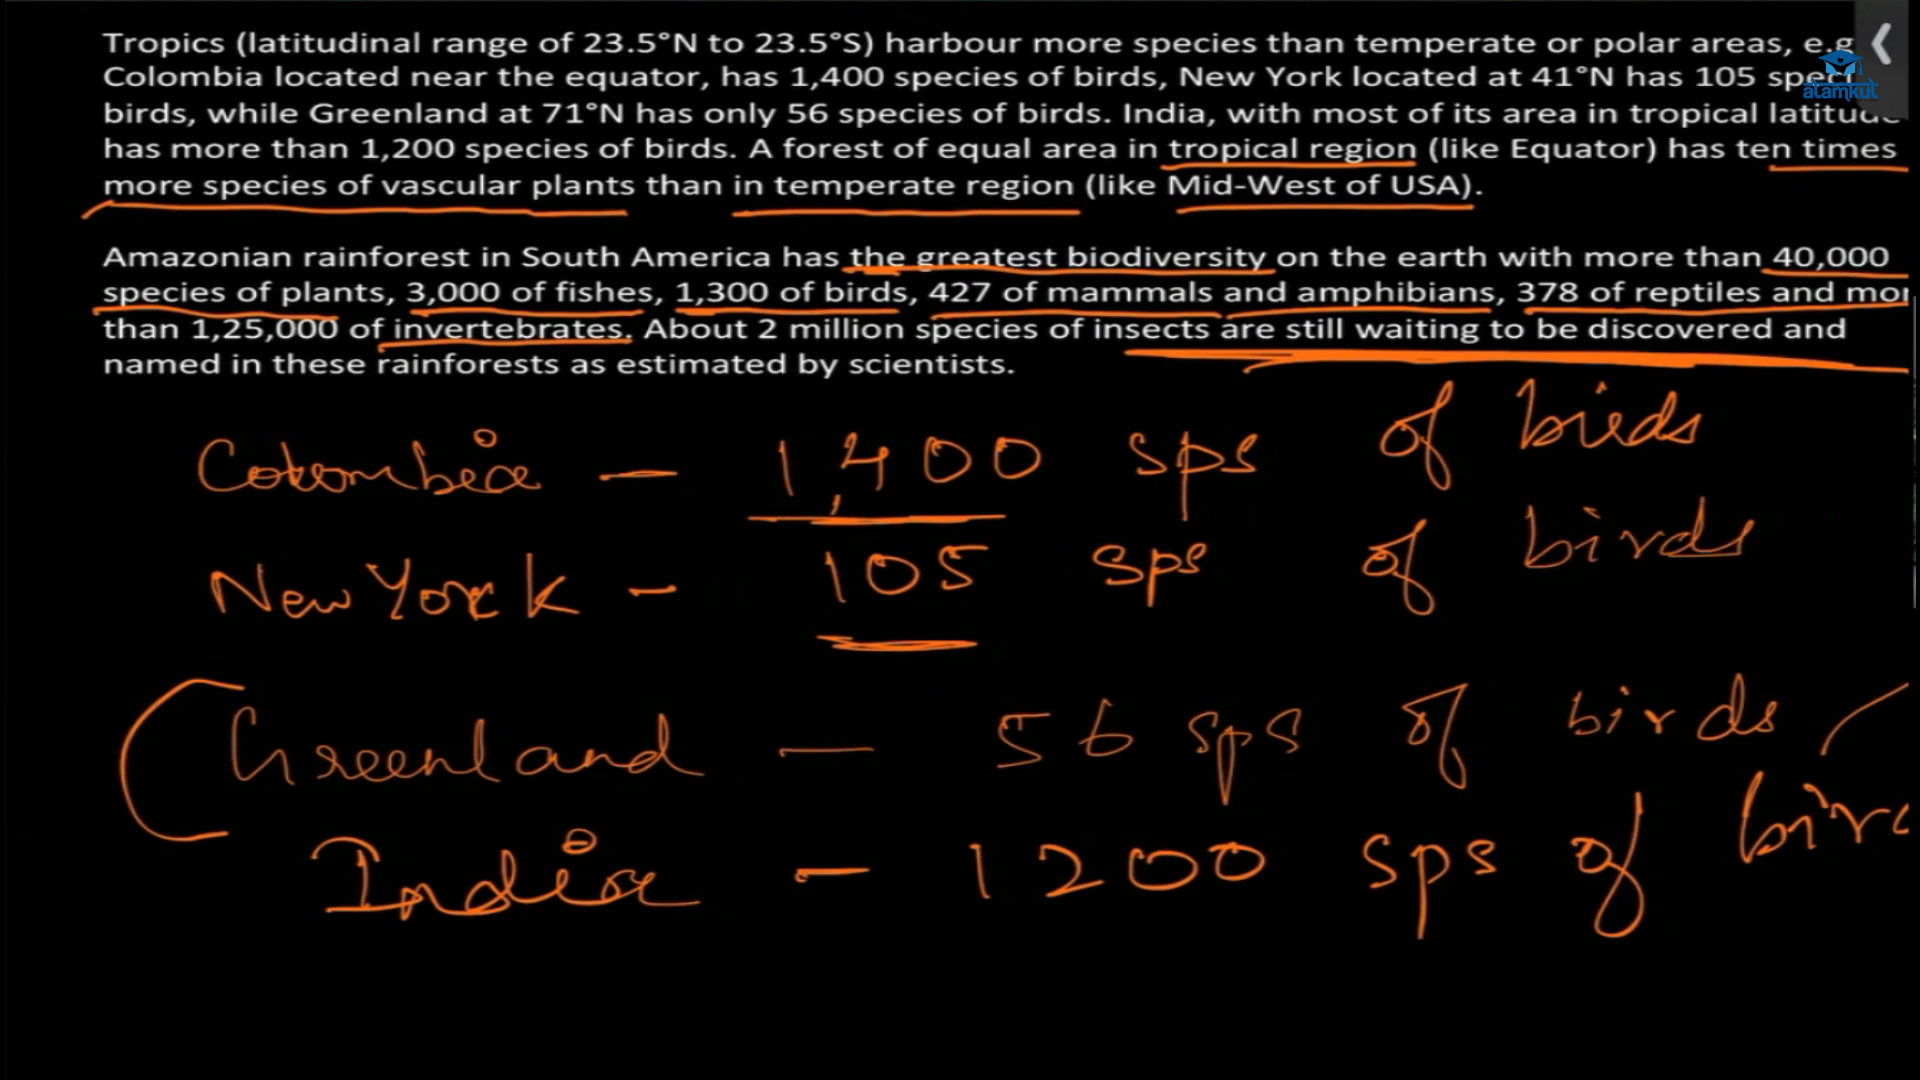 Tropics (latitudinal range of 23.5°N to 23.5°S) harbour more species than temperate or polar areas, e.g
Colombia located near the equator, has 1,400 species of birds, New York located at 41°N has 105
birds, while Greenland at 71°N has only 56 species of birds. India, with most of its area in tropical
has more than 1,200 species of birds. A forest of equal area in tropical region (like Equator) has ten times
more species of vascular plants than in temperate region (like Mid-West of USA).
Amazonian rainforest in South America has the greatest biodiversity on the earth with more than 40,000
species of plants, 3,000 of fishes, 1,300 of birds, 427 of mammals and amphibians, 378 of reptiles and
than 1,25,000 of invertebrates. About 2 million species of insects are still waiting to be discovered and
named in these rainforests as estimated by scientists.
atamkut
Colombia — 1,400 sps of birds
New York — 105 sps of birds
Greenland — 56 sps of birds
India — 1200 sps of